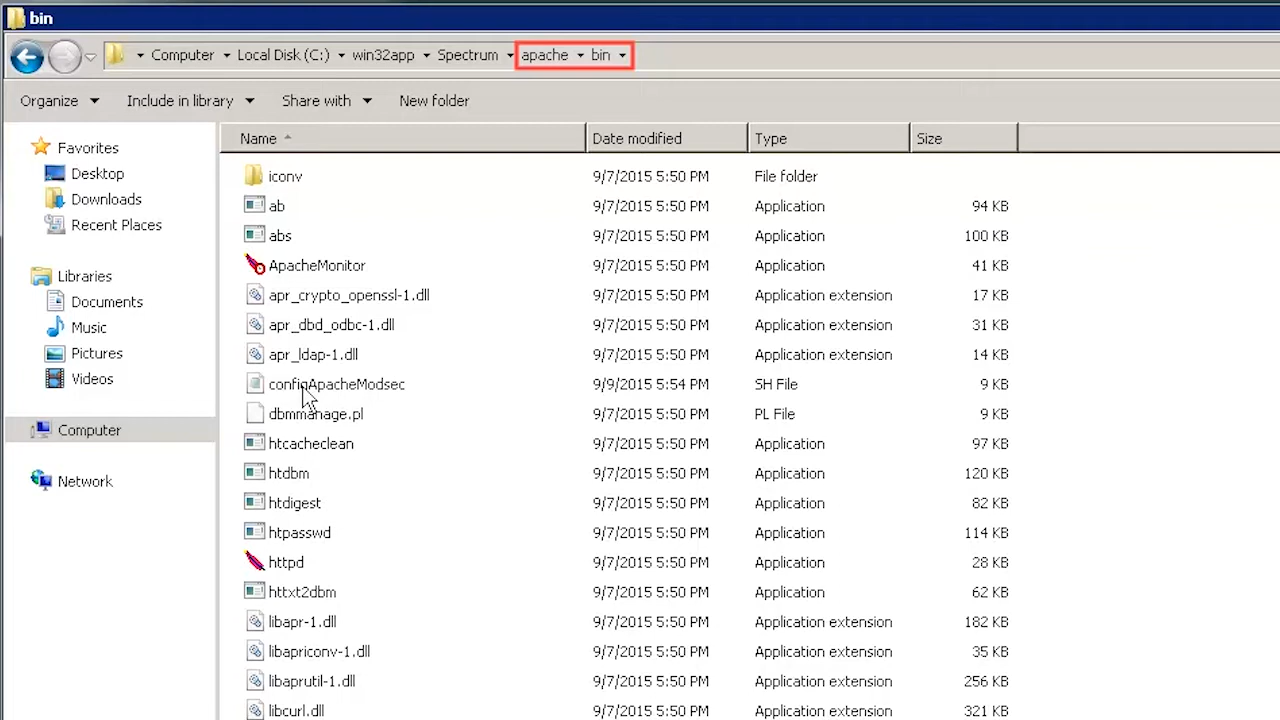 bin
Computer Local Disk (C:) win32app Spectrum apache bin
Organize Include in library Share with New folder
Name Date modified Type Size
Favorites
Desktop
Downloads
Recent Places
Libraries
Documents
Music
Pictures
Videos
Computer
Network
iconv 9/7/2015 5:50 PM File folder
ab 9/7/2015 5:50 PM Application 94 KB
abs 9/7/2015 5:50 PM Application 100 KB
ApacheMonitor 9/7/2015 5:50 PM Application 41 KB
apr_crypto_openssl-1.dll 9/7/2015 5:50 PM Application extension 17 KB
apr_dbd_odbc-1.dll 9/7/2015 5:50 PM Application extension 31 KB
apr_ldap-1.dll 9/7/2015 5:50 PM Application extension 14 KB
configApacheModsec 9/9/2015 5:54 PM SH File 9 KB
dbmmanage.pl 9/7/2015 5:50 PM PL File 9 KB
htcacheclean 9/7/2015 5:50 PM Application 97 KB
htdbm 9/7/2015 5:50 PM Application 120 KB
htdigest 9/7/2015 5:50 PM Application 82 KB
htpasswd 9/7/2015 5:50 PM Application 114 KB
httpd 9/7/2015 5:50 PM Application 28 KB
httxt2dbm 9/7/2015 5:50 PM Application 62 KB
libapr-1.dll 9/7/2015 5:50 PM Application extension 182 KB
libapriconv-1.dll 9/7/2015 5:50 PM Application extension 35 KB
libaprutil-1.dll 9/7/2015 5:50 PM Application extension 256 KB
libcurl.dll 9/7/2015 5:50 PM Application extension 321 KB